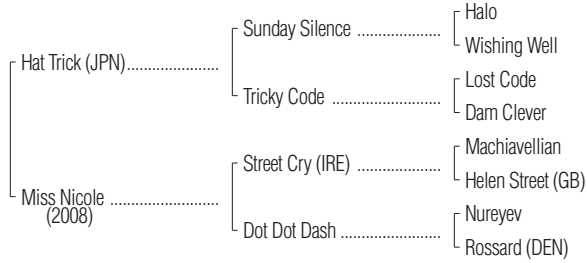 Halo
Sunday Silence ....................
Wishing Well
Hat Trick (JPN)......................
Lost Code
Tricky Code ..........................
Dam Clever
Machiavellian
Street Cry (IRE) ....................
Helen Street (GB)
Miss Nicole ..........................
(2008)
Nureyev
Dot Dot Dash ........................
Rossard (DEN)